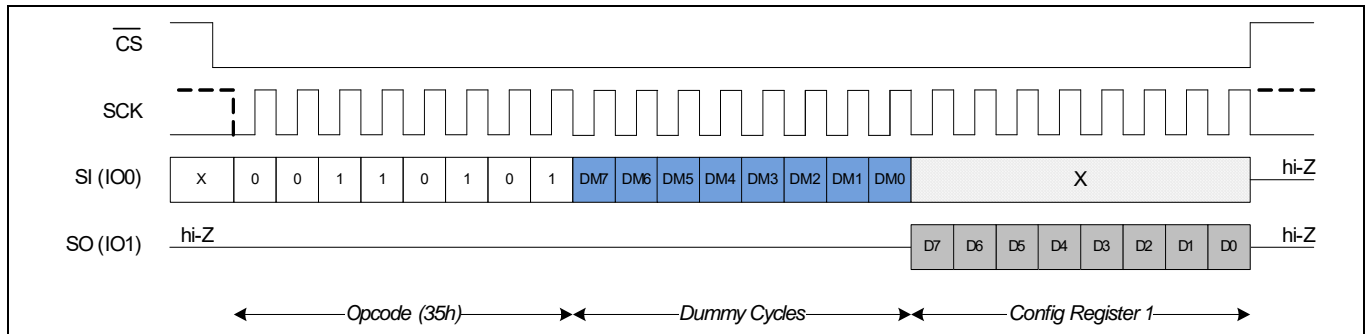 CS
SCK
SI (IO0) X 0 0 1 1 0 1 0 1 DM7 DM6 DM5 DM4 DM3 DM2 DM1 DM0 X hi-Z
SO (IO1) hi-Z D7 D6 D5 D4 D3 D2 D1 D0 hi-Z
Opcode (35h) Dummy Cycles Config Register 1